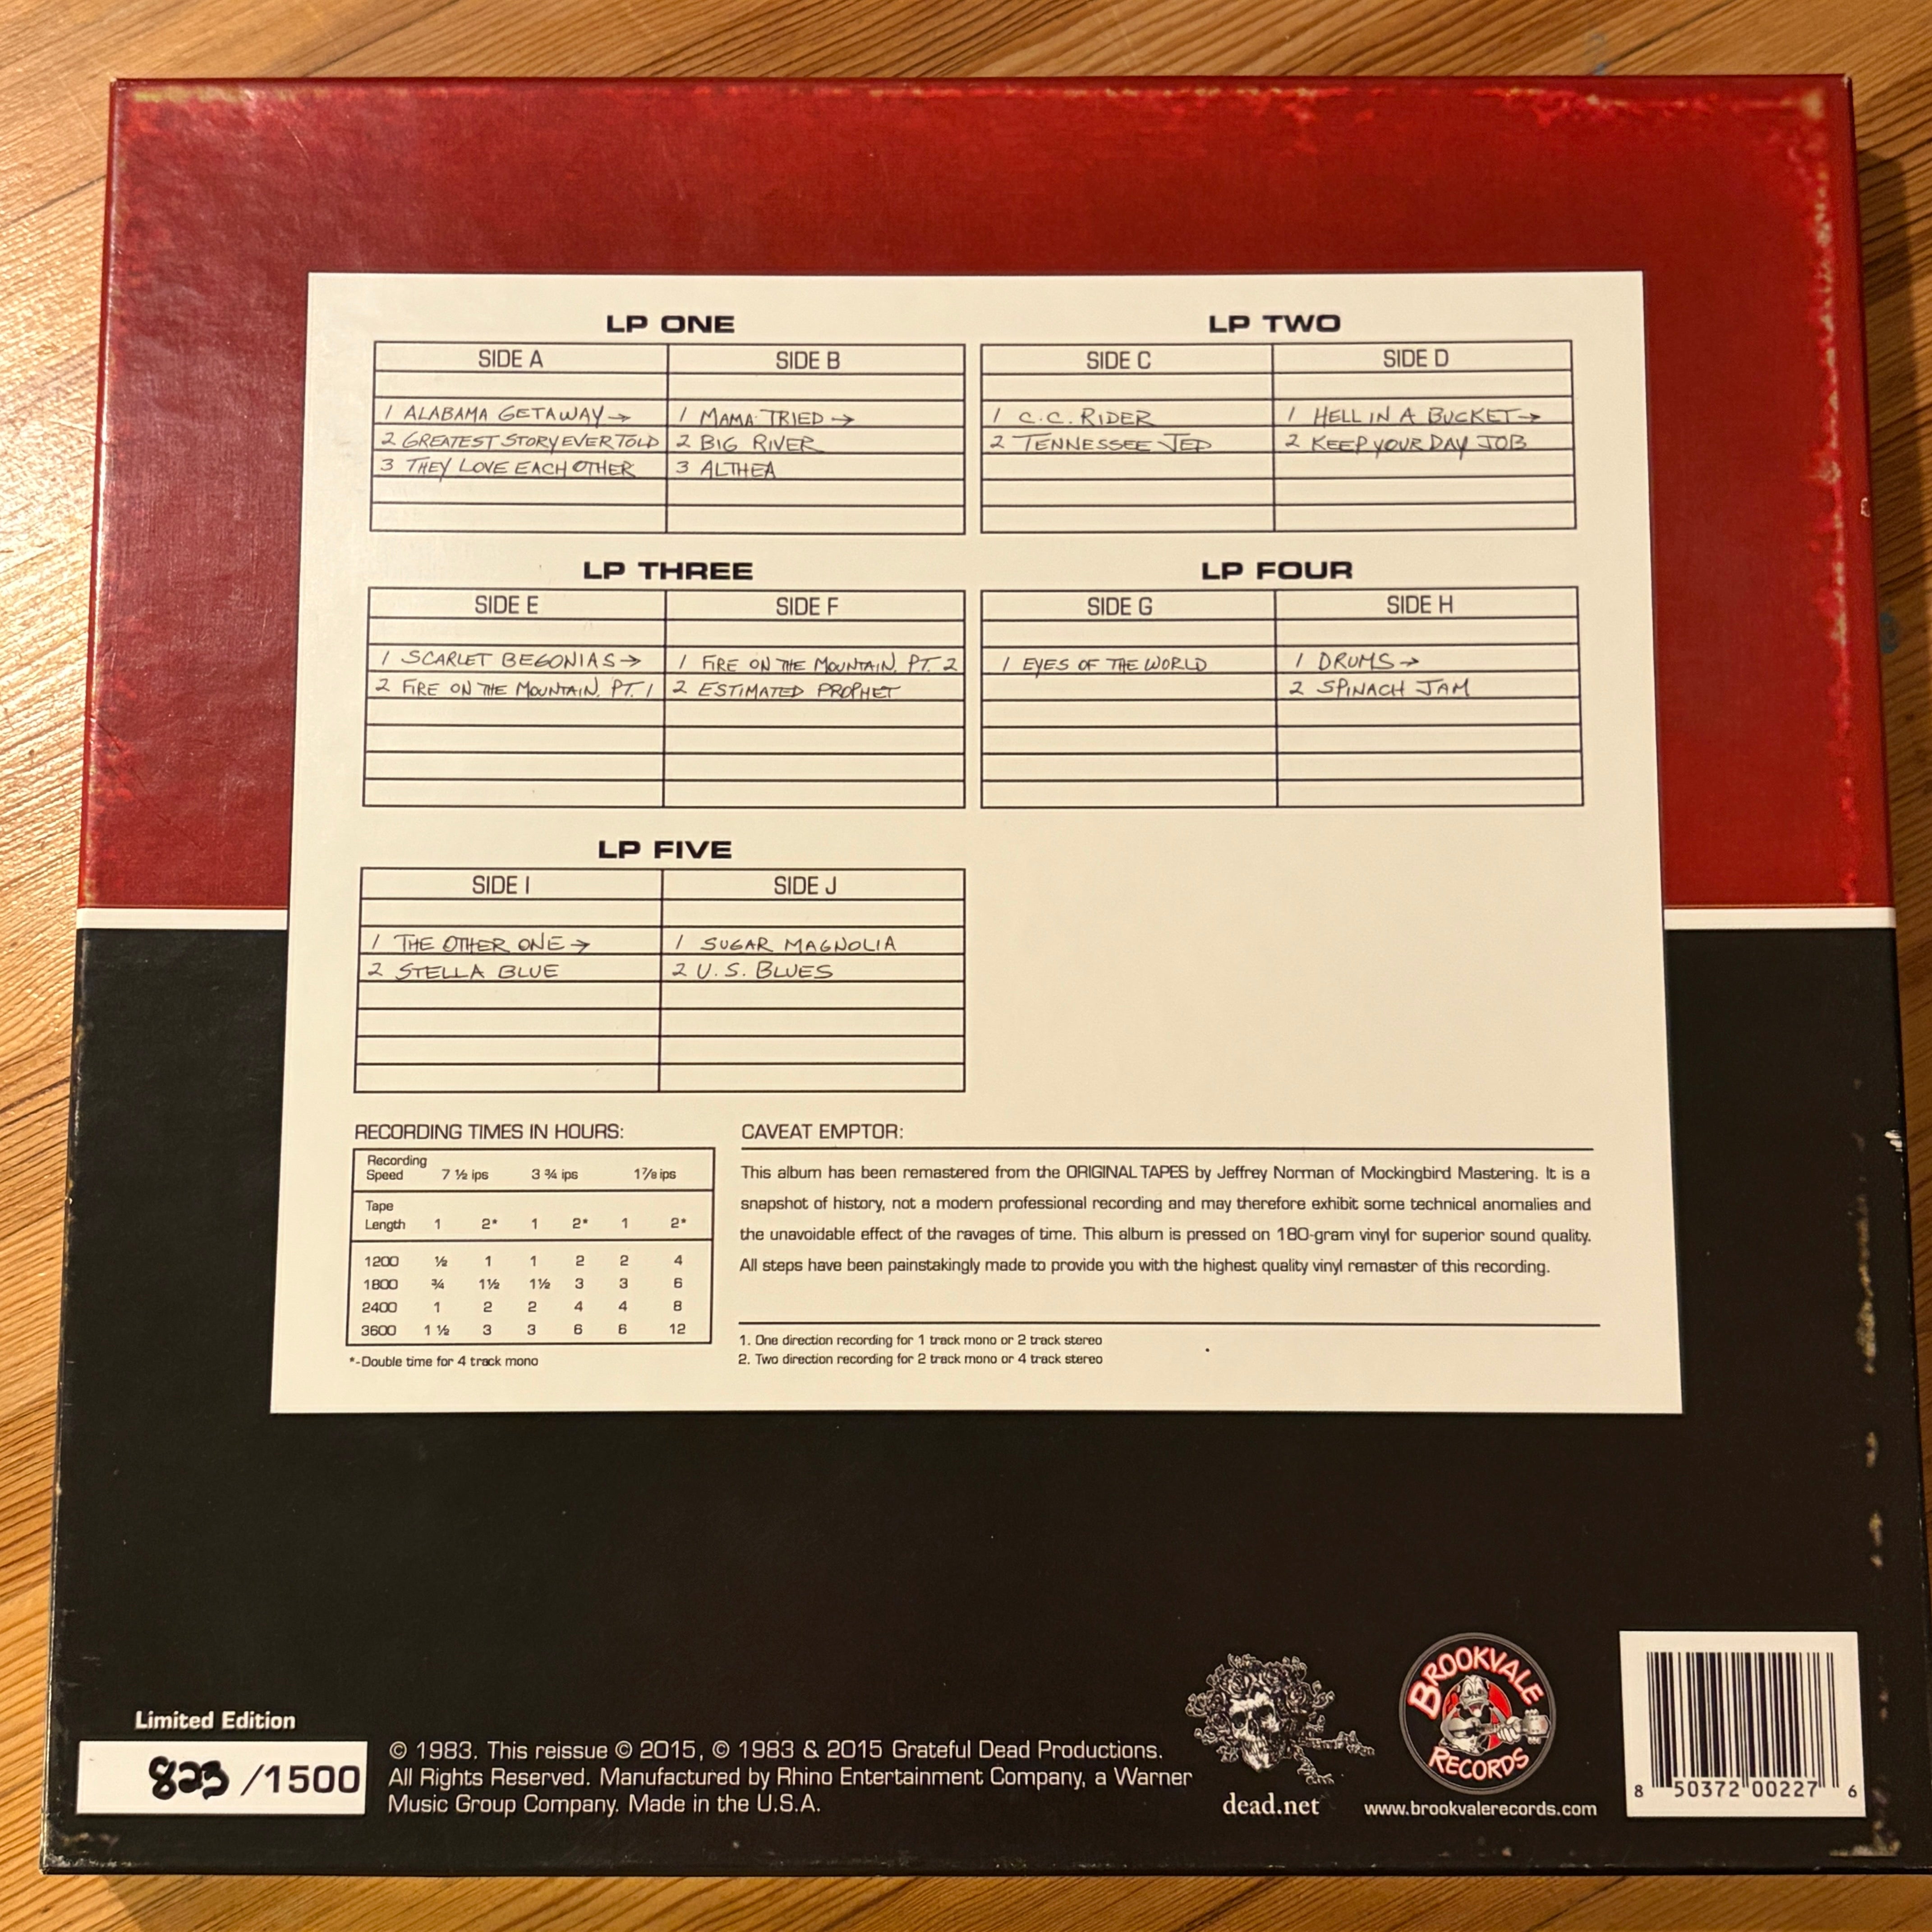 LP ONE
SIDE A
1 ALABAMA GETAWAY→
2 GREATEST STORY EVER TOLD
3 THEY LOVE EACH OTHER
SIDE B
1 MAMA TRIED→
2 BIG RIVER
3 ALTHEA
LP TWO
SIDE C
1 C.C. RIDER
2 TENNESSEE JED
SIDE D
1 HELL IN A BUCKET→
2 KEEP YOUR DAY JOB
LP THREE
SIDE E
1 SCARLET BEGONIAS→
2 FIRE ON THE MOUNTAIN, PT. 1
SIDE F
1 FIRE ON THE MOUNTAIN, PT. 2
2 ESTIMATED PROPHET
LP FOUR
SIDE G
1 EYES OF THE WORLD
SIDE H
1 DRUMS→
2 SPINACH JAM
LP FIVE
SIDE I
1 THE OTHER ONE→
2 STELLA BLUE
SIDE J
1 SUGAR MAGNOLIA
2 U.S. BLUES
RECORDING TIMES IN HOURS:
Recording Speed 7 ½ ips 3 ¾ ips 1⅞ ips
Tape Length 1 2* 1 2* 1 2*
1200 ½ 1 1 2 2 4
1800 ¾ 1½ 1½ 3 3 6
2400 1 2 2 4 4 8
3600 1 ½ 3 3 6 6 12
*-Double time for 4 track mono
CAVEAT EMPTOR:
This album has been remastered from the ORIGINAL TAPES by Jeffrey Norman of Mockingbird Mastering. It is a
snapshot of history, not a modern professional recording and may therefore exhibit some technical anomalies and
the unavoidable effect of the ravages of time. This album is pressed on 180-gram vinyl for superior sound quality.
All steps have been painstakingly made to provide you with the highest quality vinyl remaster of this recording.
1. One direction recording for 1 track mono or 2 track stereo
2. Two direction recording for 2 track mono or 4 track stereo
Limited Edition
823 /1500
© 1983. This reissue © 2015, © 1983 & 2015 Grateful Dead Productions.
All Rights Reserved. Manufactured by Rhino Entertainment Company, a Warner
Music Group Company. Made in the U.S.A.
dead.net
BROOKVALE
RECORDS
www.brookvalerecords.com
8 50372 00227 6